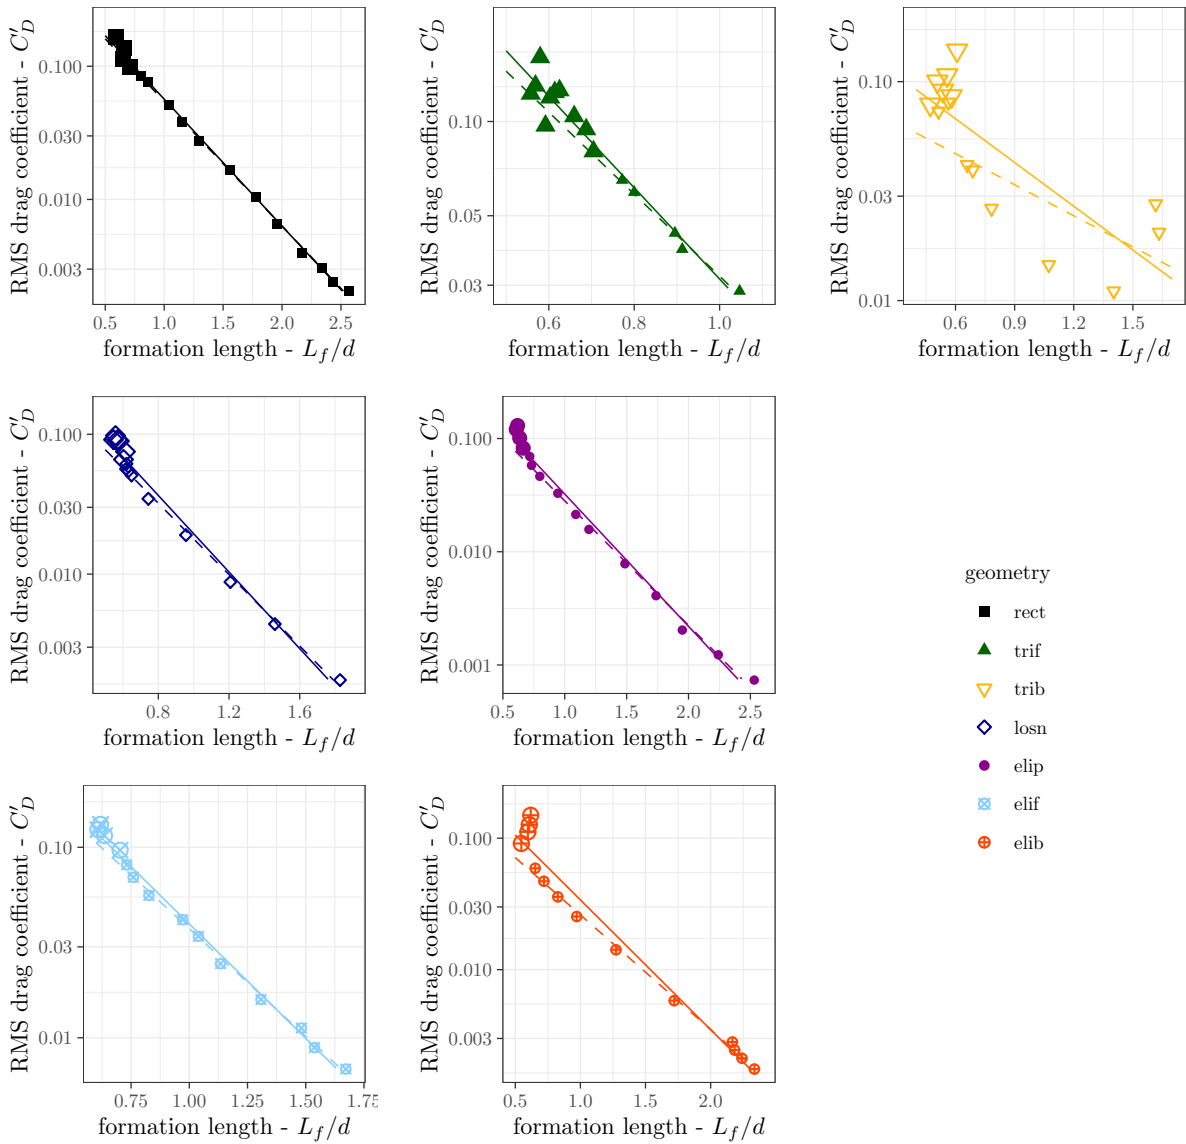 RMS drag coefficient - C′_D
0.100
0.030
0.010
0.003
0.5 1.0 1.5 2.0 2.5
formation length - L_f/d
RMS drag coefficient - C′_D
0.10
0.05
0.03
0.6 0.8 1.0
formation length - L_f/d
RMS drag coefficient - C′_D
0.10
0.03
0.01
0.6 0.9 1.2 1.5
formation length - L_f/d
RMS drag coefficient - C′_D
0.100
0.030
0.010
0.003
0.8 1.2 1.6
formation length - L_f/d
RMS drag coefficient - C′_D
0.100
0.010
0.001
0.5 1.0 1.5 2.0 2.5
formation length - L_f/d
geometry
rect
trif
trib
losn
elip
elif
elib
RMS drag coefficient - C′_D
0.10
0.03
0.01
0.75 1.00 1.25 1.50 1.75
formation length - L_f/d
RMS drag coefficient - C′_D
0.100
0.030
0.010
0.003
0.5 1.0 1.5 2.0
formation length - L_f/d